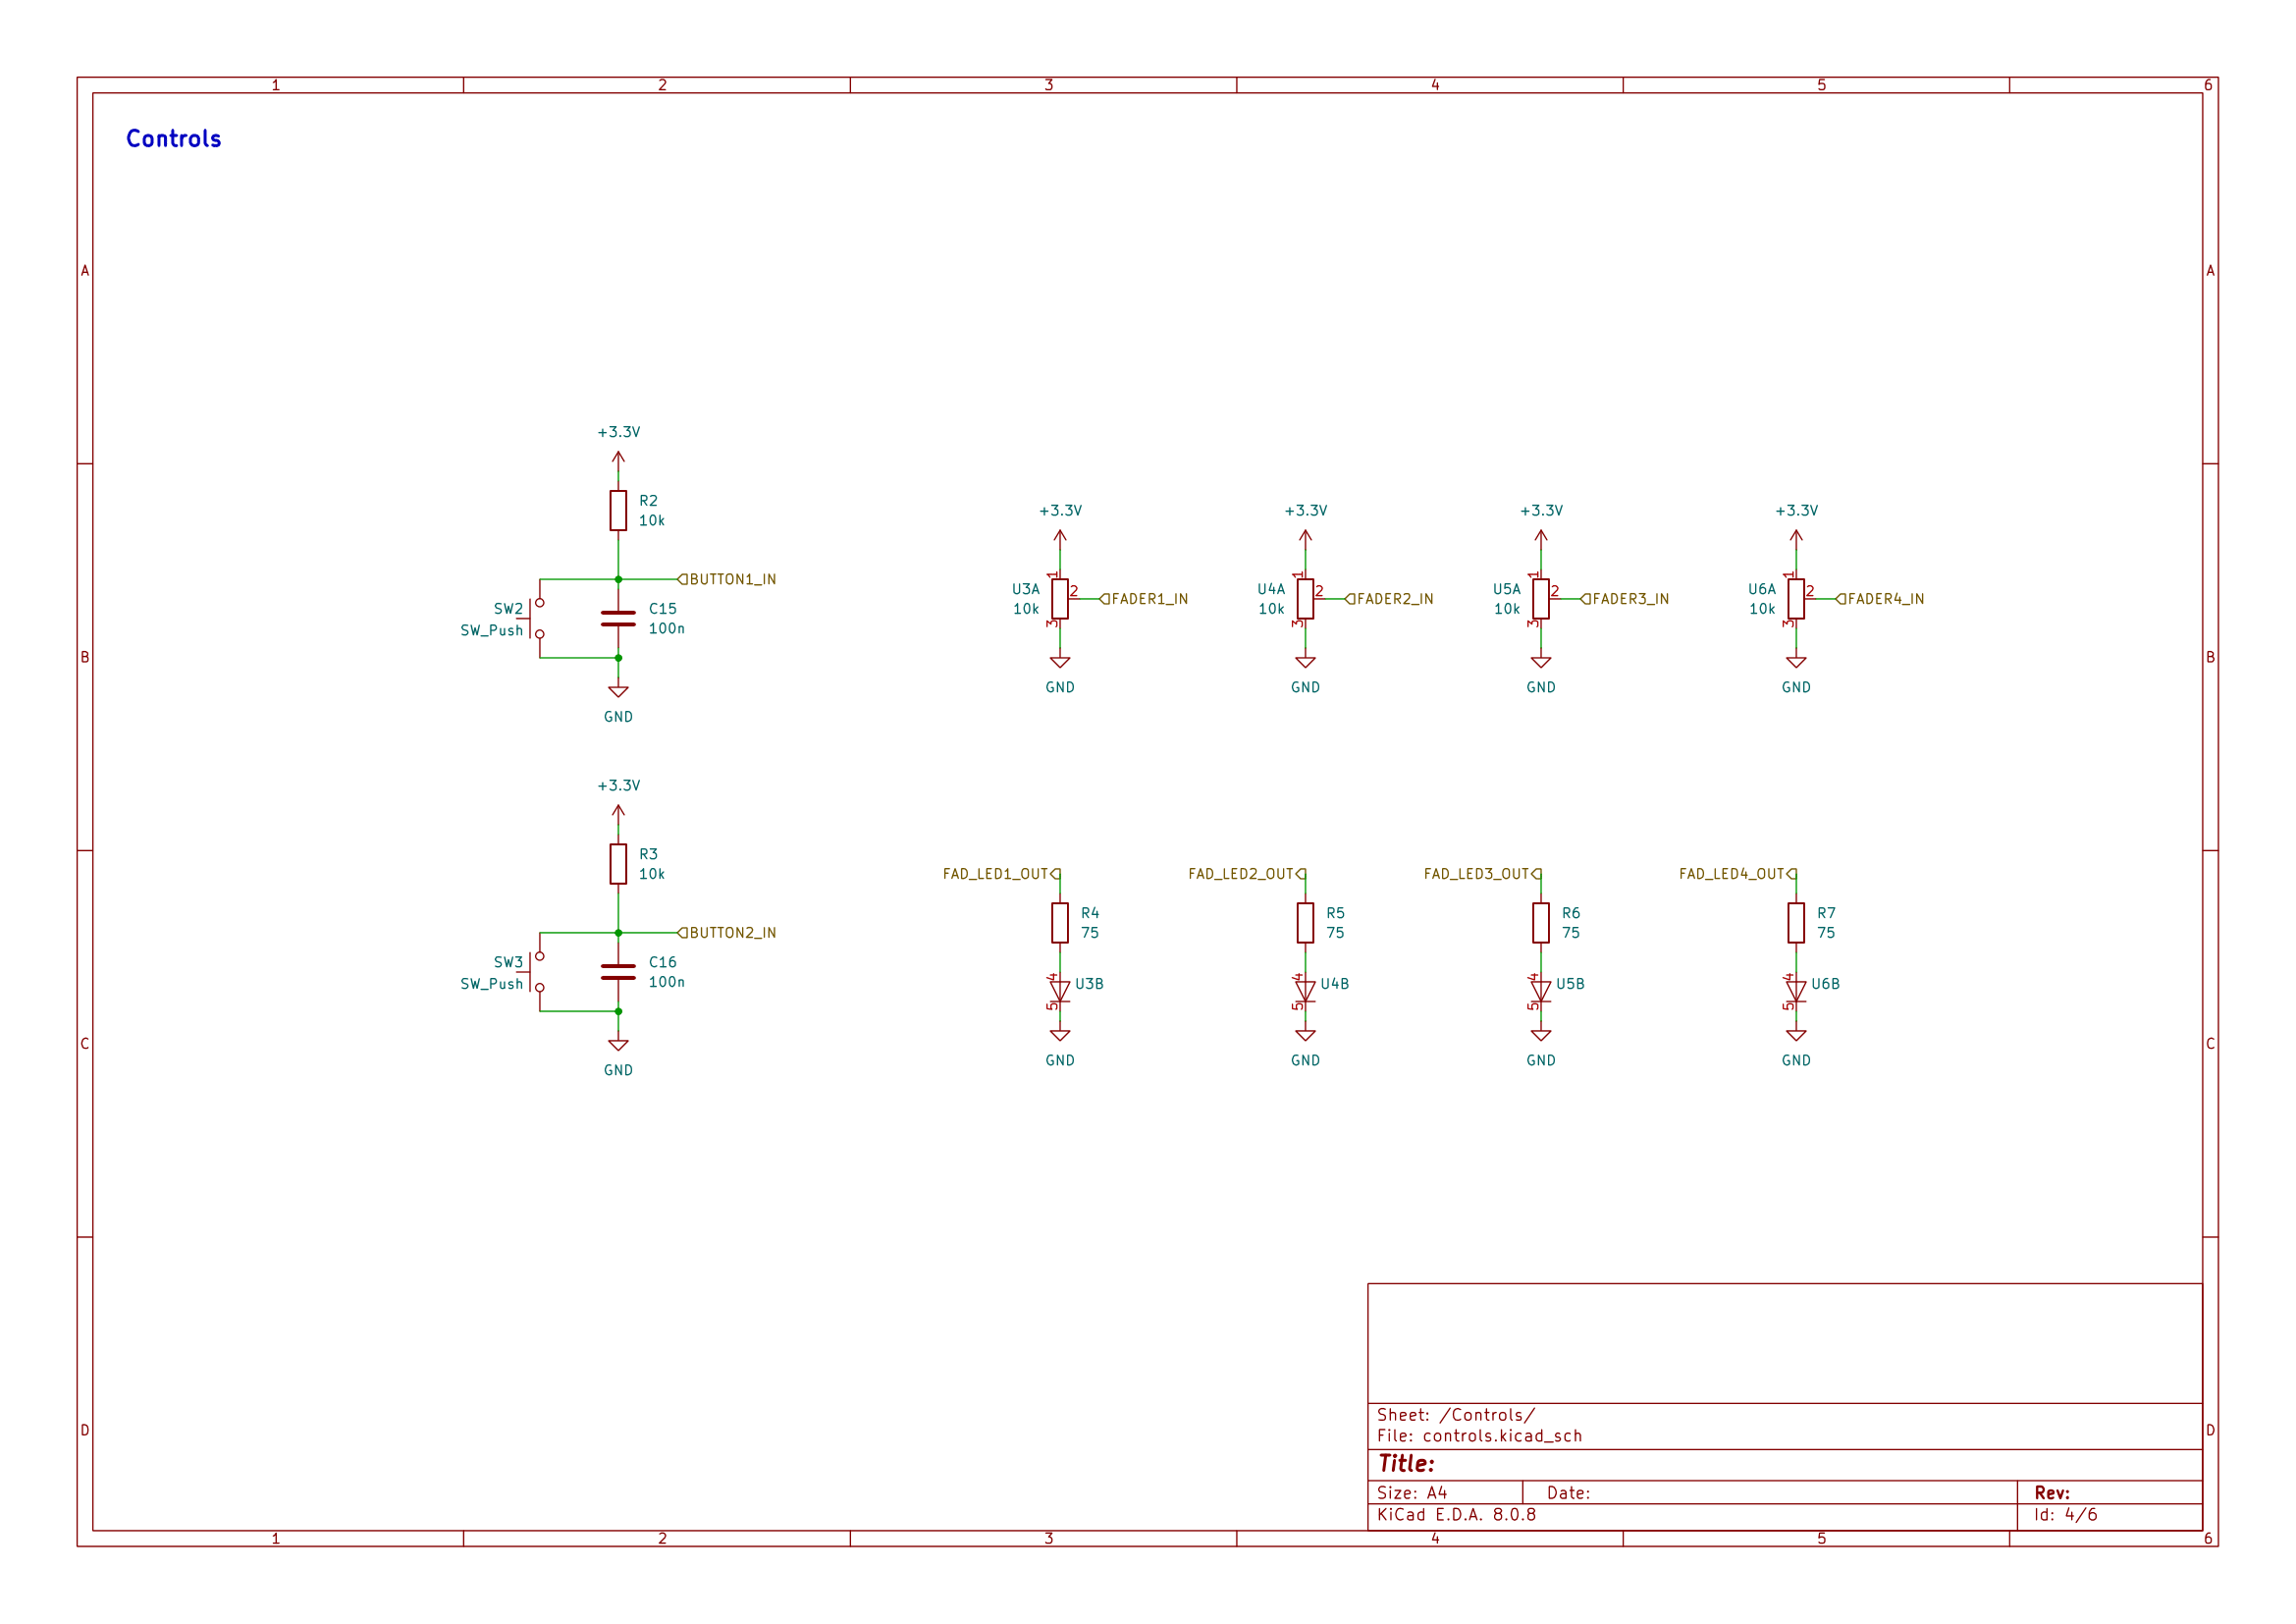 1 2 3 4 5 6
Controls
A A
+3.3V
R2
10k
BUTTON1_IN
SW2
SW_Push
C15
100n
GND
+3.3V +3.3V +3.3V +3.3V
1 1 1 1
U3A 2 U4A 2 U5A 2 U6A 2
10k FADER1_IN 10k FADER2_IN 10k FADER3_IN 10k FADER4_IN
3 3 3 3
GND GND GND GND
B B
+3.3V
R3
10k
BUTTON2_IN
SW3
SW_Push
C16
100n
GND
FAD_LED1_OUT FAD_LED2_OUT FAD_LED3_OUT FAD_LED4_OUT
R4 R5 R6 R7
75 75 75 75
4 4 4 4
U3B U4B U5B U6B
5 5 5 5
GND GND GND GND
C C
Sheet: /Controls/
File: controls.kicad_sch
Title:
Size: A4 Date: Rev:
KiCad E.D.A. 8.0.8 Id: 4/6
D D
1 2 3 4 5 6